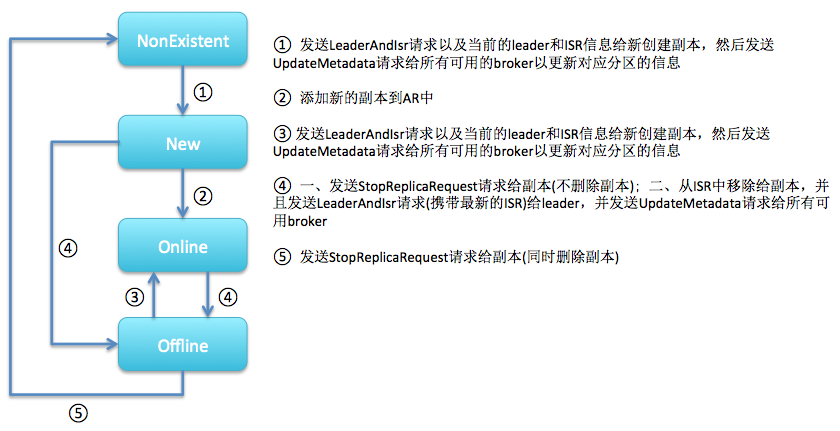 NonExistent
①
New
②
④
Online
③
④
Offline
⑤
① 发送LeaderAndIsr请求以及当前的leader和ISR信息给新创建副本，然后发送
UpdateMetadata请求给所有可用的broker以更新对应分区的信息
② 添加新的副本到AR中
③ 发送LeaderAndIsr请求以及当前的leader和ISR信息给新创建副本，然后发送
UpdateMetadata请求给所有可用的broker以更新对应分区的信息
④ 一、发送StopReplicaRequest请求给副本(不删除副本)；二、从ISR中移除给副本，并
且发送LeaderAndIsr请求(携带最新的ISR)给leader，并发送UpdateMetadata请求给所有可
用broker
⑤ 发送StopReplicaRequest请求给副本(同时删除副本)